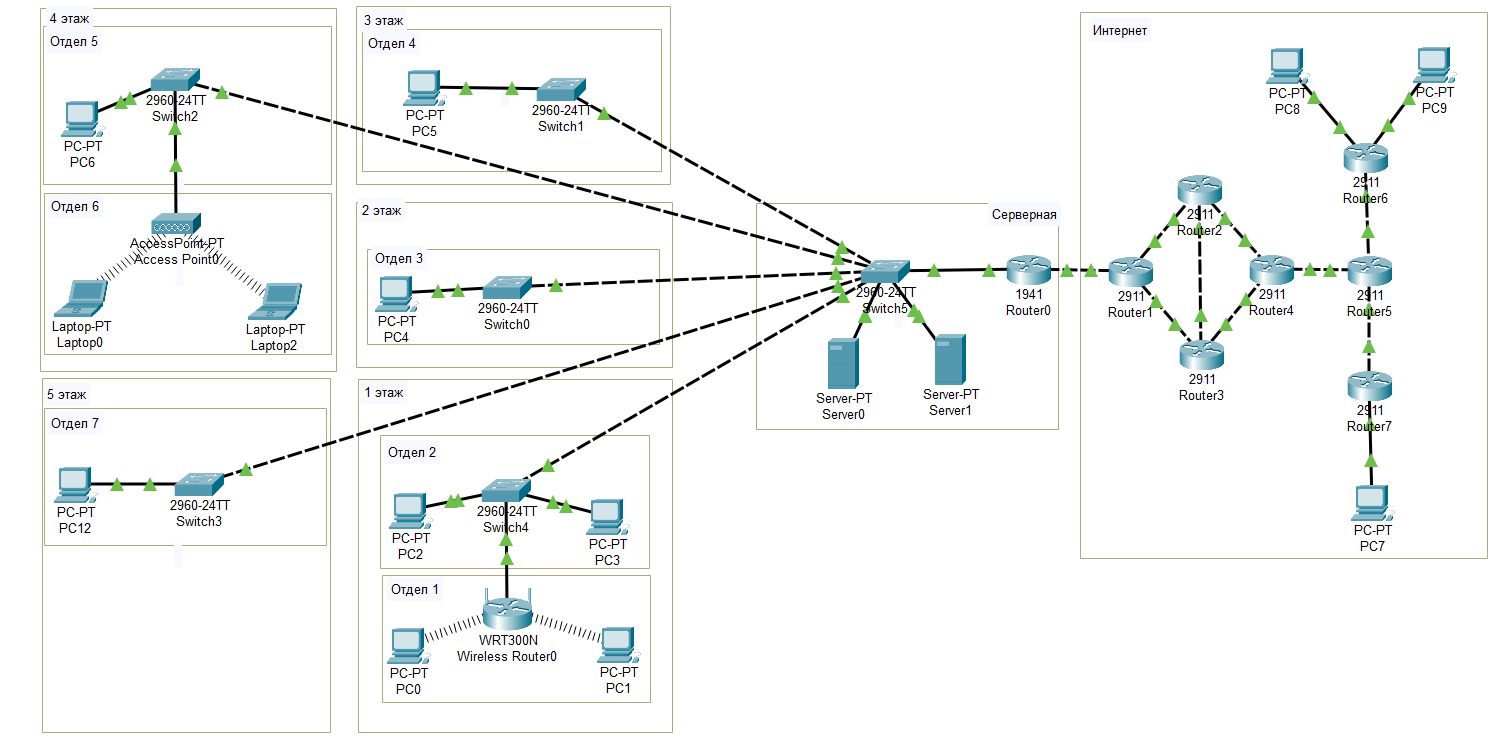 4 этаж
Отдел 5
2960-24TT
Switch2
PC-PT
PC6
Отдел 6
AccessPoint-PT
Access Point0
Laptop-PT
Laptop0
Laptop-PT
Laptop2
3 этаж
Отдел 4
PC-PT
PC5
2960-24TT
Switch1
2 этаж
Отдел 3
PC-PT
PC4
2960-24TT
Switch0
5 этаж
Отдел 7
PC-PT
PC12
2960-24TT
Switch3
1 этаж
Отдел 2
PC-PT
PC2
2960-24TT
Switch4
PC-PT
PC3
Отдел 1
WRT300N
Wireless Router0
PC-PT
PC0
PC-PT
PC1
Серверная
2960-24TT
Switch5
1941
Router0
Server-PT
Server0
Server-PT
Server1
Интернет
PC-PT
PC8
PC-PT
PC9
2911
Router6
2911
Router2
2911
Router1
2911
Router4
2911
Router5
2911
Router3
2911
Router7
PC-PT
PC7